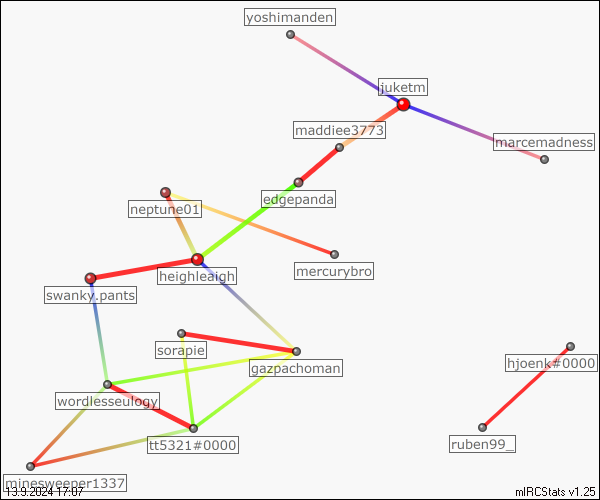 yoshimanden
juketm
maddiee3773
marcemadness
edgepanda
neptune01
mercurybro
heighleaigh
swanky.pants
sorapie
gazpachoman
hjoenk#0000
wordlesseulogy
tt5321#0000
ruben99_
minesweeper1337
13.9.2024 17:07
mIRCStats v1.25